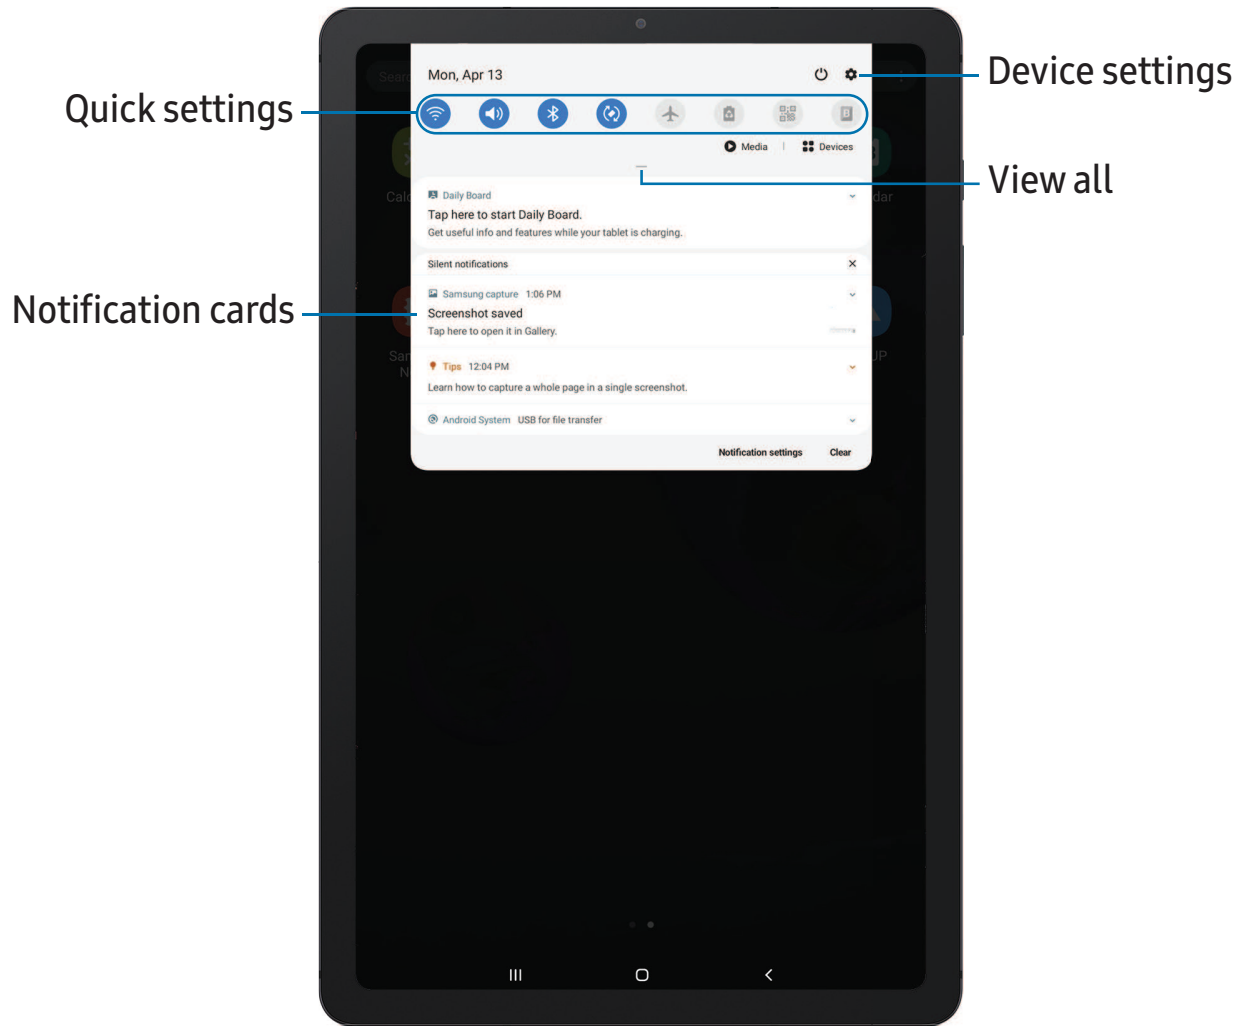 Device settings
Quick settings
View all
Notification cards
Mon, Apr 13
Media
Devices
Daily Board
Tap here to start Daily Board.
Get useful info and features while your tablet is charging.
Silent notifications
Samsung capture 1:06 PM
Screenshot saved
Tap here to open it in Gallery.
Tips 12:04 PM
Learn how to capture a whole page in a single screenshot.
Android System USB for file transfer
Notification settings Clear